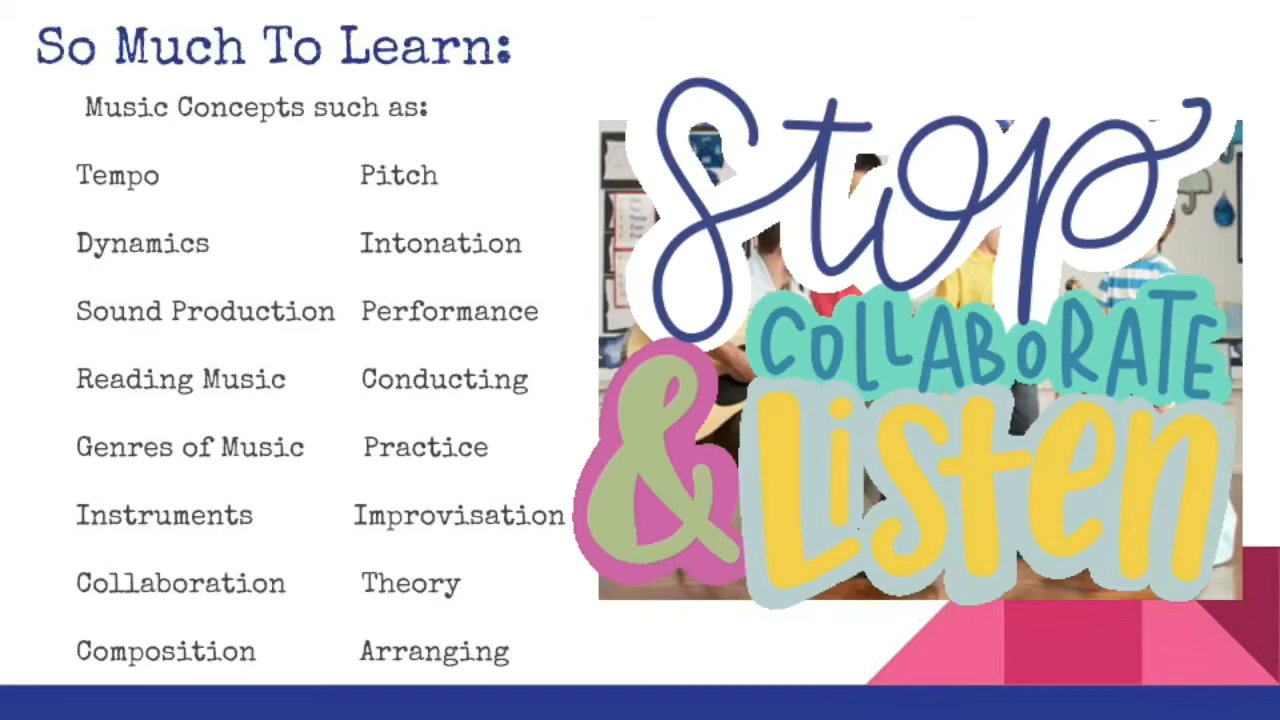 So Much To Learn:
Music Concepts such as:
Tempo Pitch
Dynamics Intonation
Sound Production Performance
Reading Music Conducting
Genres of Music Practice
Instruments Improvisation
Collaboration Theory
Composition Arranging
Stop
COLLABORATE
& Listen